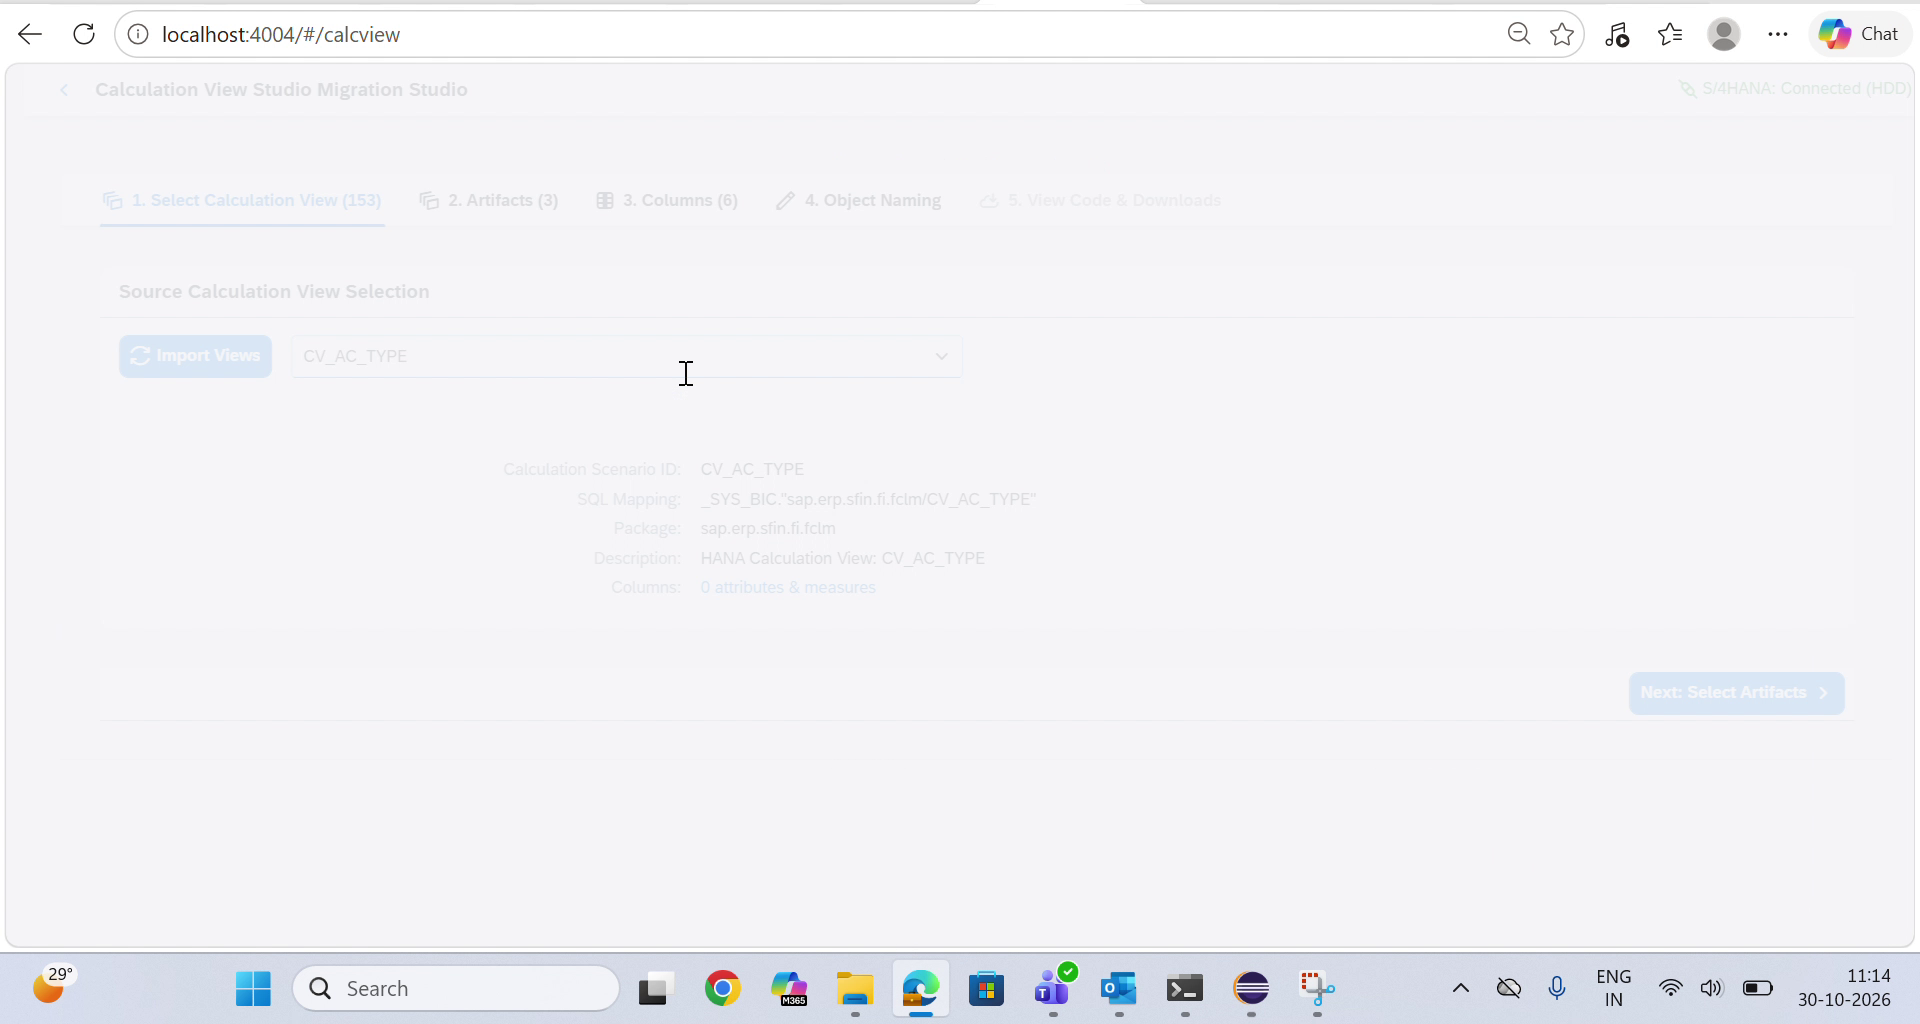 localhost:4004/#/calcview
Chat
Calculation View Studio Migration Studio
S/4HANA: Connected (HDD)
1. Select Calculation View (153)
2. Artifacts (3)
3. Columns (6)
4. Object Naming
5. View Code & Downloads
Source Calculation View Selection
Import Views
CV_AC_TYPE
Calculation Scenario ID: CV_AC_TYPE
SQL Mapping: _SYS_BIC."sap.erp.sfin.fi.fclm/CV_AC_TYPE"
Package: sap.erp.sfin.fi.fclm
Description: HANA Calculation View: CV_AC_TYPE
Columns: 0 attributes & measures
Next: Select Artifacts
29°
Search
M365
T
O
ENG
IN
11:14
30-10-2026